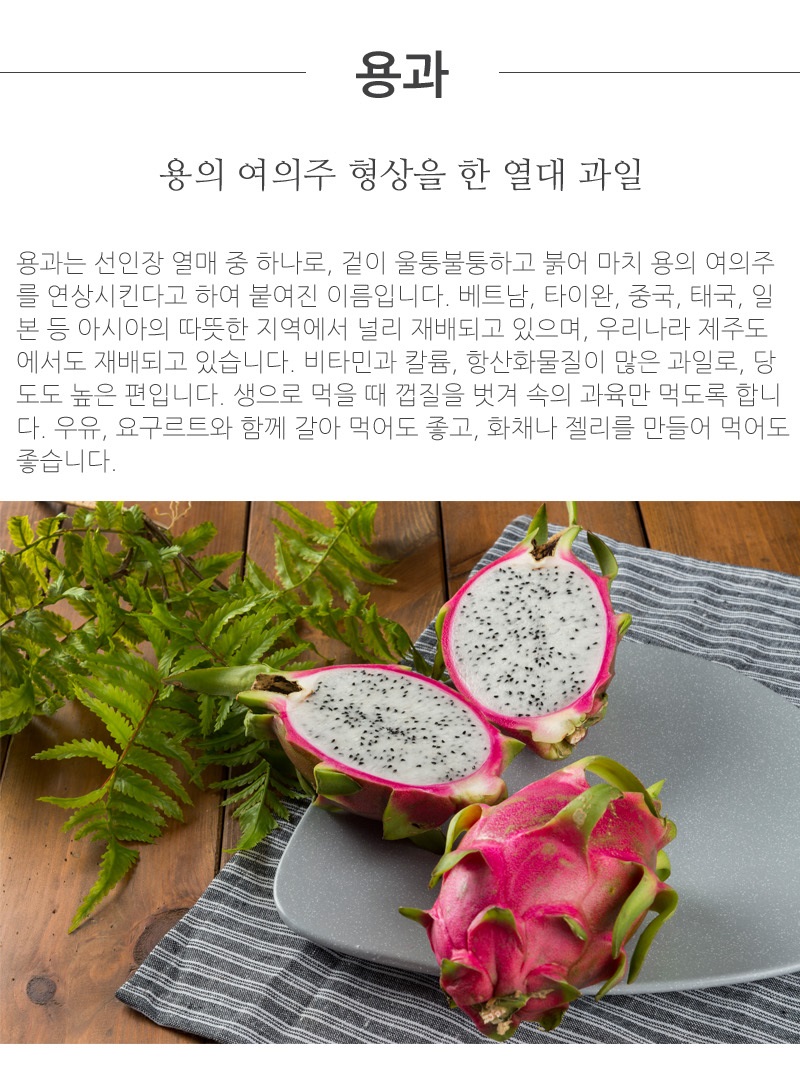 용과
용의 여의주 형상을 한 열대 과일
용과는 선인장 열매 중 하나로, 겉이 울퉁불퉁하고 붉어 마치 용의 여의주
를 연상시킨다고 하여 붙여진 이름입니다. 베트남, 타이완, 중국, 태국, 일
본 등 아시아의 따뜻한 지역에서 널리 재배되고 있으며, 우리나라 제주도
에서도 재배되고 있습니다. 비타민과 칼륨, 항산화물질이 많은 과일로, 당
도도 높은 편입니다. 생으로 먹을 때 껍질을 벗겨 속의 과육만 먹도록 합니
다. 우유, 요구르트와 함께 갈아 먹어도 좋고, 화채나 젤리를 만들어 먹어도
좋습니다.